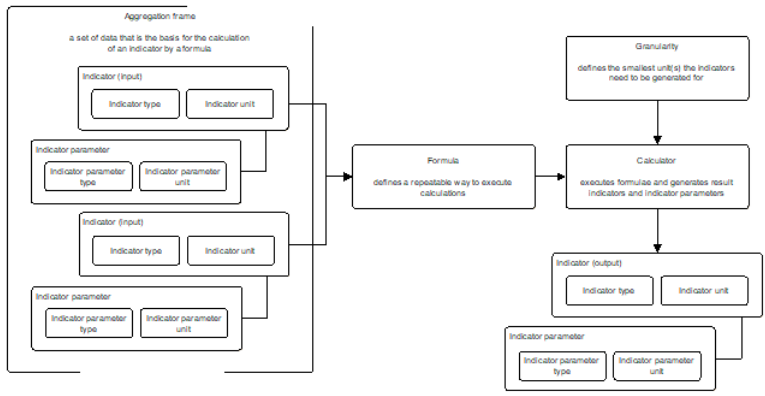 Aggregation frame
a set of data that is the basis for the calculation
of an indicator by a formula
Indicator (input)
Indicator type
Indicator unit
Indicator parameter
Indicator parameter
type
Indicator parameter
unit
Indicator (input)
Indicator type
Indicator unit
Indicator parameter
Indicator parameter
type
Indicator parameter
unit
Formula
defines a repeatable way to execute
calculations
Granularity
defines the smallest unit(s) the indicators
need to be generated for
Calculator
executes formulae and generates result
indicators and indicator parameters
Indicator (output)
Indicator type
Indicator unit
Indicator parameter
Indicator parameter
type
Indicator parameter
unit